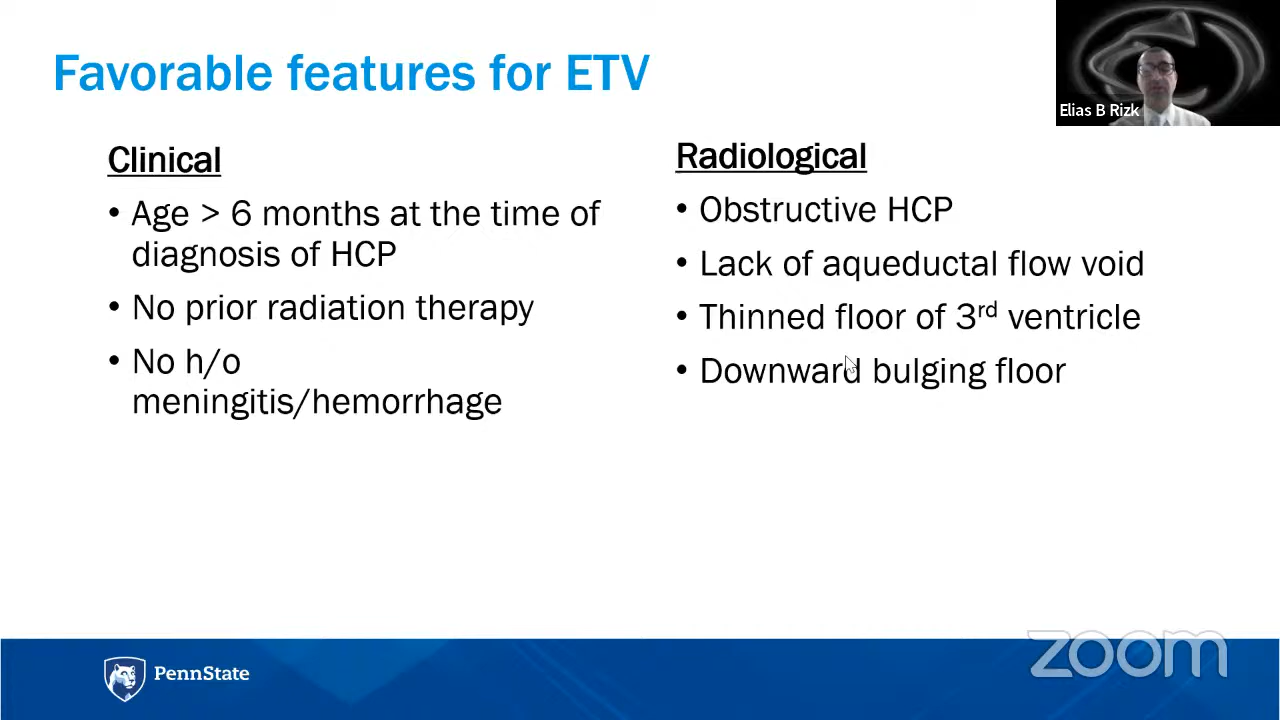 Favorable features for ETV
Elias B Rizk
Clinical
• Age > 6 months at the time of
diagnosis of HCP
• No prior radiation therapy
• No h/o
meningitis/hemorrhage
Radiological
• Obstructive HCP
• Lack of aqueductal flow void
• Thinned floor of 3rd ventricle
• Downward bulging floor
PennState
zoom